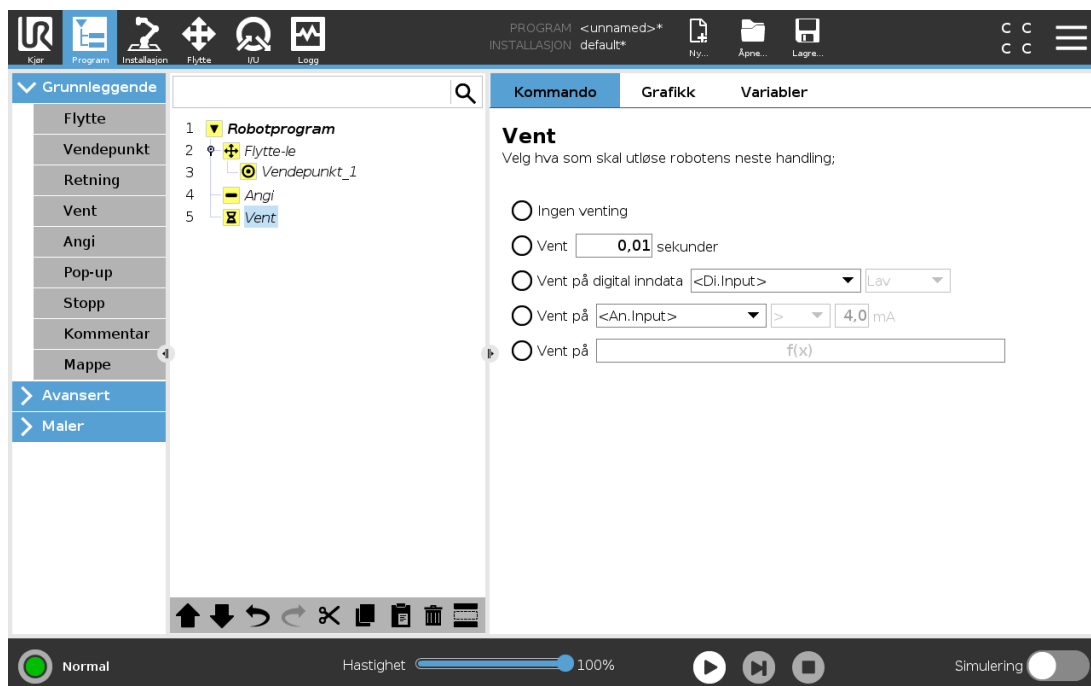 UR
Kjør
Program
Installasjon
Flytte
I/U
Logg
PROGRAM <unnamed>*
INSTALLASJON default*
Ny...
Åpne...
Lagre...
C C
C C
Grunnleggende
Flytte
Vendepunkt
Retning
Vent
Angi
Pop-up
Stopp
Kommentar
Mappe
Avansert
Maler
1 Robotprogram
2 Flytte-le
3 Vendepunkt_1
4 Angi
5 Vent
Kommando Grafikk Variabler
Vent
Velg hva som skal utløse robotens neste handling;
Ingen venting
Vent 0,01 sekunder
Vent på digital inndata <Di.Input> Lav
Vent på <An.Input> > 4,0 mA
Vent på f(x)
Normal
Hastighet 100%
Simulering